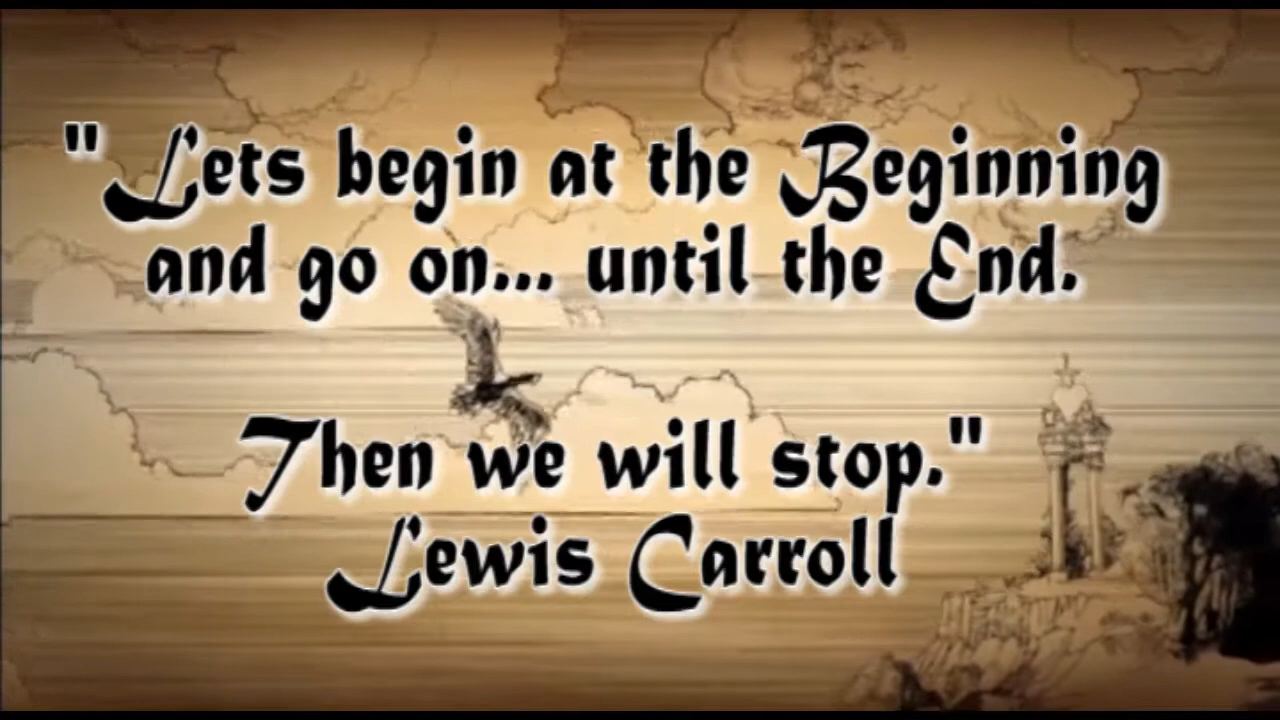 "Lets begin at the Beginning
and go on... until the End.
Then we will stop."
Lewis Carroll